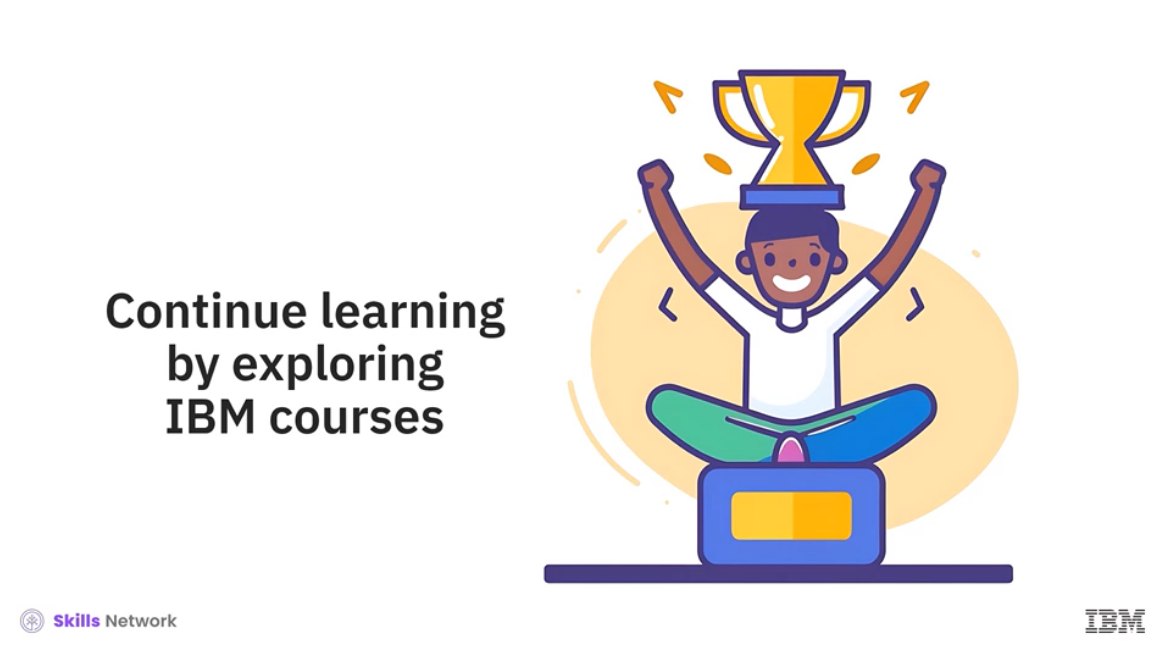 Continue learning
by exploring
IBM courses
Skills Network
IBM